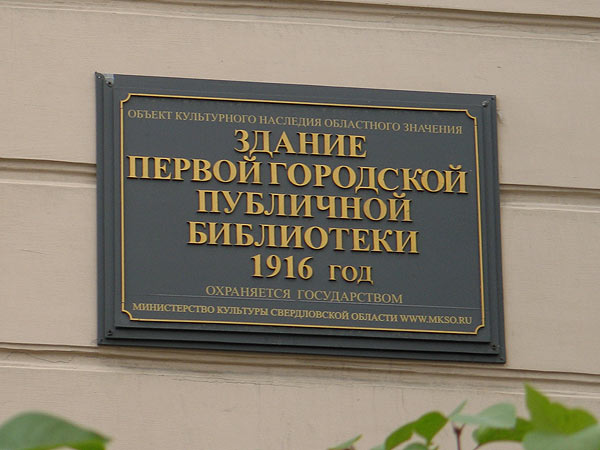 ОБЪЕКТ КУЛЬТУРНОГО НАСЛЕДИЯ ОБЛАСТНОГО ЗНАЧЕНИЯ
ЗДАНИЕ
ПЕРВОЙ ГОРОДСКОЙ
ПУБЛИЧНОЙ
БИБЛИОТЕКИ
1916 ГОД
ОХРАНЯЕТСЯ ГОСУДАРСТВОМ
МИНИСТЕРСТВО КУЛЬТУРЫ СВЕРДЛОВСКОЙ ОБЛАСТИ WWW.MKSO.RU